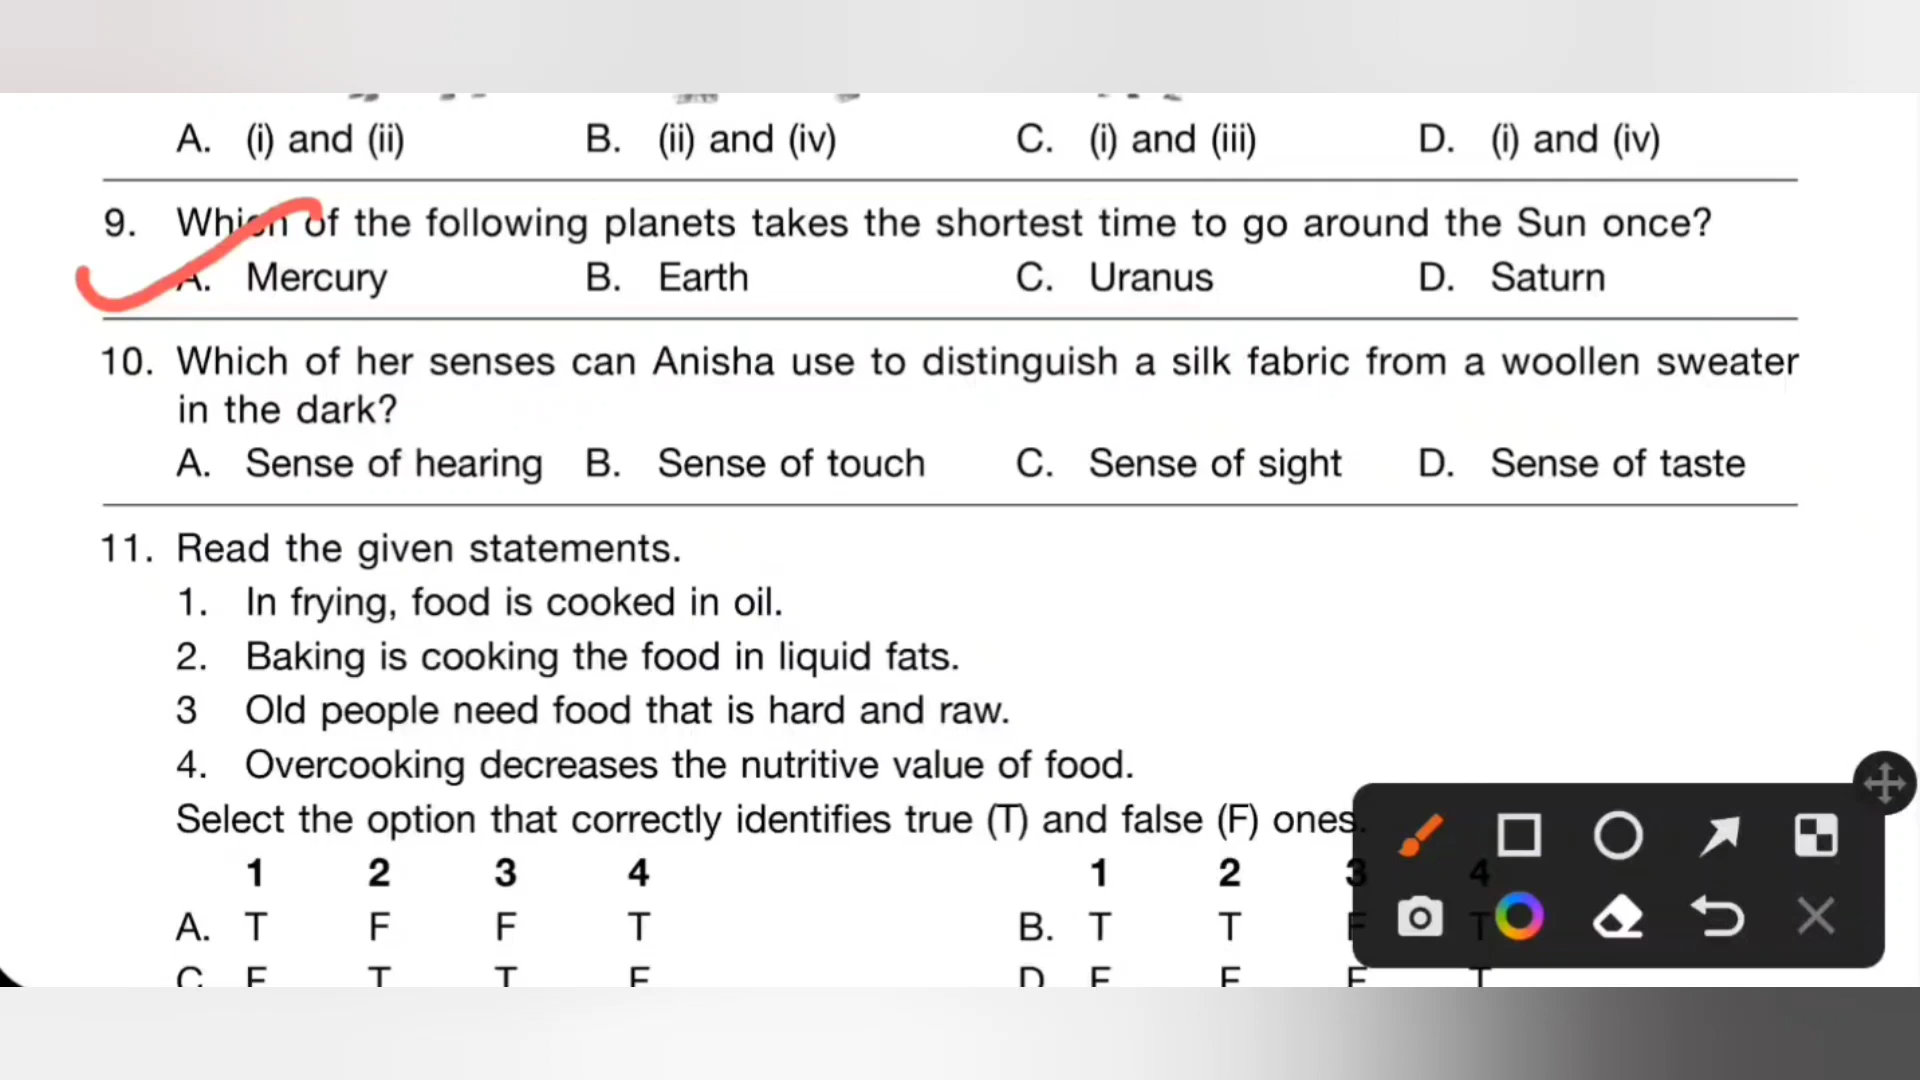 A. (i) and (ii) B. (ii) and (iv) C. (i) and (iii) D. (i) and (iv)
9. Which of the following planets takes the shortest time to go around the Sun once?
A. Mercury B. Earth C. Uranus D. Saturn
10. Which of her senses can Anisha use to distinguish a silk fabric from a woollen sweater
in the dark?
A. Sense of hearing B. Sense of touch C. Sense of sight D. Sense of taste
11. Read the given statements.
1. In frying, food is cooked in oil.
2. Baking is cooking the food in liquid fats.
3 Old people need food that is hard and raw.
4. Overcooking decreases the nutritive value of food.
Select the option that correctly identifies true (T) and false (F) ones.
1 2 3 4 1 2 3 4
A. T F F T B. T T F T
C F T T F D F F F T